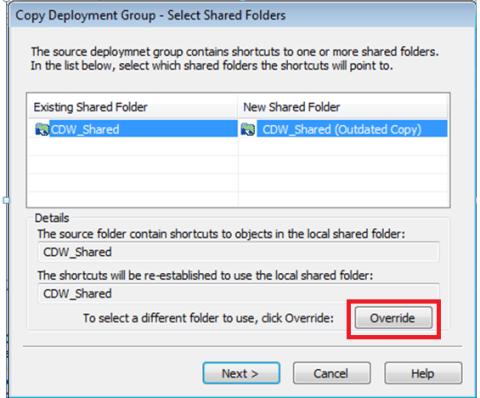 Copy Deployment Group - Select Shared Folders
The source deploymnet group contains shortcuts to one or more shared folders.
In the list below, select which shared folders the shortcuts will point to.
Existing Shared Folder New Shared Folder
CDW_Shared CDW_Shared (Outdated Copy)
Details
The source folder contain shortcuts to objects in the local shared folder:
CDW_Shared
The shortcuts will be re-established to use the local shared folder:
CDW_Shared
To select a different folder to use, click Override: Override
Next > Cancel Help